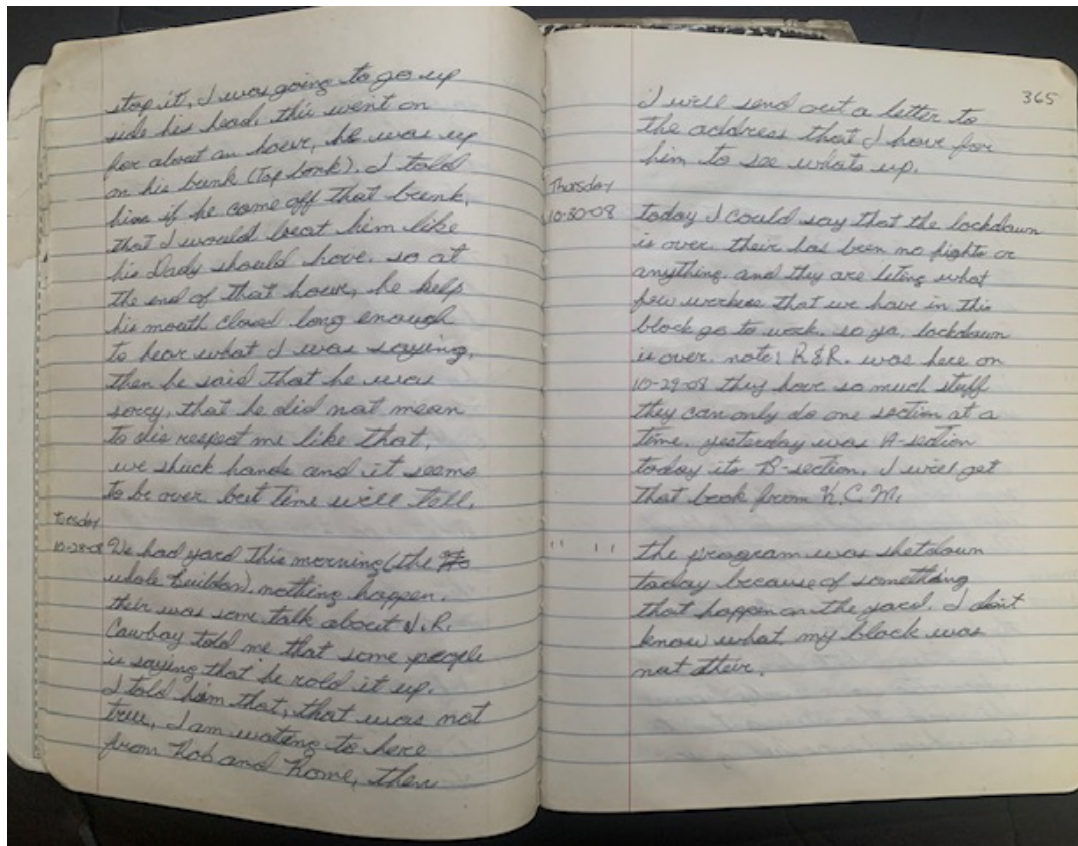 stop it, I was going to go up
side his head. this went on
for about an hour, he was up
on his bunk (Top bonk). I told
him if he come off that bunk,
that I would beat him like
his Dady should have. so at
the end of that hour, he kelp
his mouth closed long enough
to hear what I was saying,
then he said that he was
sorry, that he did not mean
to dis respect me like that,
we shuck hands and it seems
to be over but time will tell.
Tuesday
10-28-08 We had yard this morning (the
whole Building). nothing happen.
their was some talk about J.R.
Cawboy told me that some people
is saying that he rold it up.
I told him that, that was not
true, I am wating to here
from Rob and Rome, then
365
I will send out a letter to
the address that I have for
him to see whats up.
Thursday
10-30-08 today I could say that the lockdown
is over. their has been no fights or
anything. and they are leting what
few workers that we have in this
block go to work. so ya. lockdown
is over. note: R&R. was here on
10-29-08 they have so much stuff
they can only do one section at a
time. yesterday was A-section
today its B-section. I will get
that book from K.C.M.
" " the program was shetdown
today because of something
that happen on the yard. I don't
know what. my block was
not their.